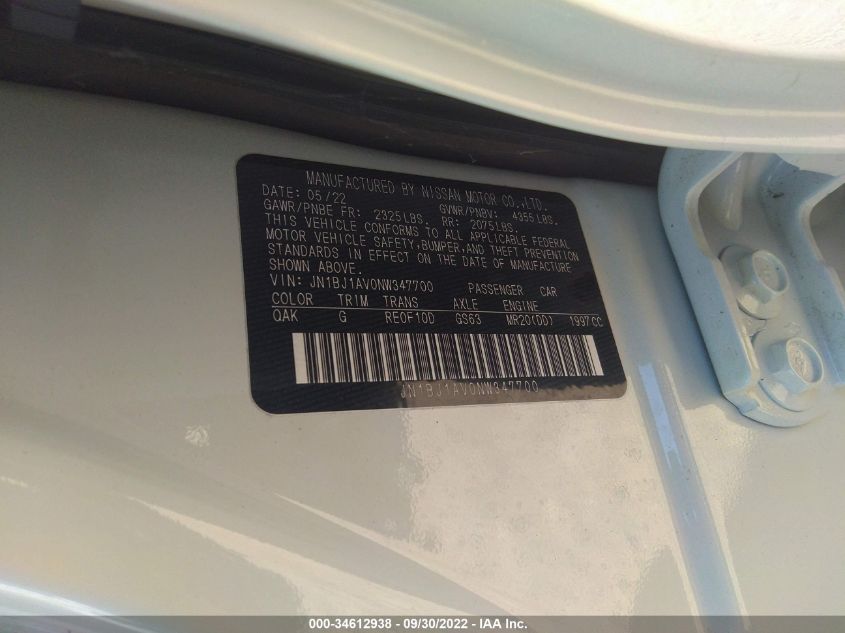 MANUFACTURED BY NISSAN MOTOR CO.,LTD.
DATE: 05/22 GVWR/PNBV: 4355LBS.
GAWR/PNBE FR: 2325LBS. RR: 2075LBS.
THIS VEHICLE CONFORMS TO ALL APPLICABLE FEDERAL
MOTOR VEHICLE SAFETY,BUMPER,AND THEFT PREVENTION
STANDARDS IN EFFECT ON THE DATE OF MANUFACTURE
SHOWN ABOVE.
VIN: JN1BJ1AV0NW347700 PASSENGER CAR
COLOR TRIM TRANS AXLE ENGINE
QAK G RE0F10D GS63 MR20(DD) 1997CC
JN1BJ1AV0NW347700
000-34612938 - 09/30/2022 - IAA Inc.